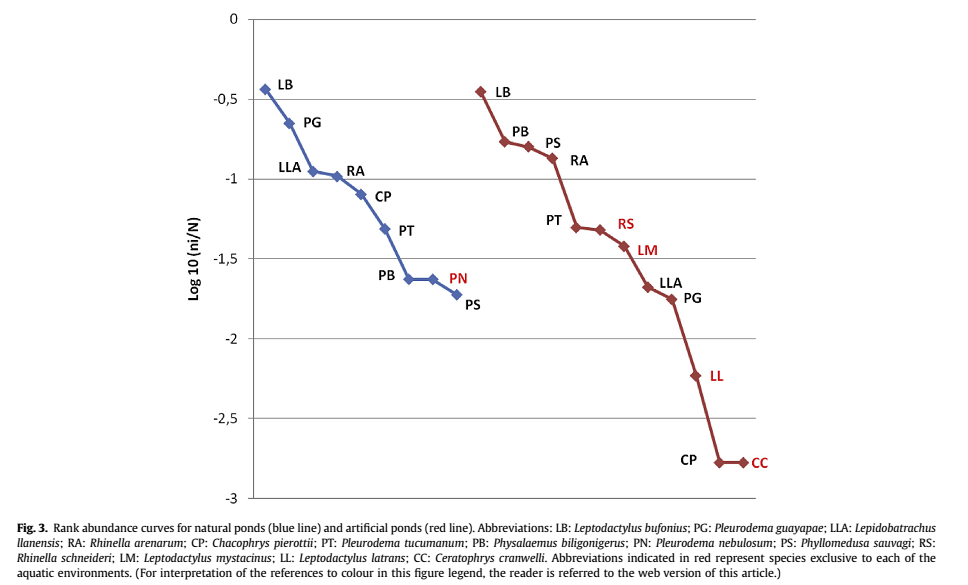 0
-0,5
-1
-1,5
-2
-2,5
-3
Log 10 (ni/N)
LB
PG
LLA
RA
CP
PT
PB
PN
PS
LB
PB
PS
RA
PT
RS
LM
LLA
PG
LL
CP
CC
Fig. 3. Rank abundance curves for natural ponds (blue line) and artificial ponds (red line). Abbreviations: LB: Leptodactylus bufonius; PG: Pleurodema guayapae; LLA: Lepidobatrachus
llanensis; RA: Rhinella arenarum; CP: Chacophrys pierottii; PT: Pleurodema tucumanum; PB: Physalaemus biligonigerus; PN: Pleurodema nebulosum; PS: Phyllomedusa sauvagi; RS:
Rhinella schneideri; LM: Leptodactylus mystacinus; LL: Leptodactylus latrans; CC: Ceratophrys cranwelli. Abbreviations indicated in red represent species exclusive to each of the
aquatic environments. (For interpretation of the references to colour in this figure legend, the reader is referred to the web version of this article.)